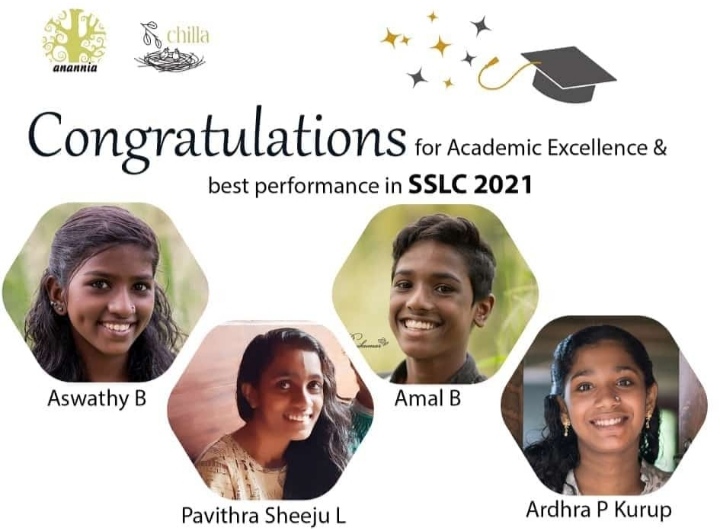 anannia
chilla
Congratulations for Academic Excellence &
best performance in SSLC 2021
Aswathy B
Amal B
Pavithra Sheeju L
Ardhra P Kurup